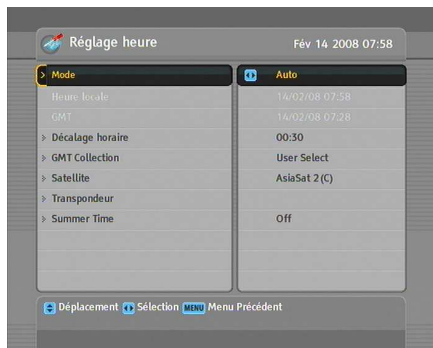 Réglage heure
Fév 14 2008 07:58
Mode Auto
Heure locale 14/02/08 07:58
GMT 14/02/08 07:28
Décalage horaire 00:30
GMT Collection User Select
Satellite AsiaSat 2(C)
Transpondeur
Summer Time Off
Déplacement Sélection MENU Menu Précédent